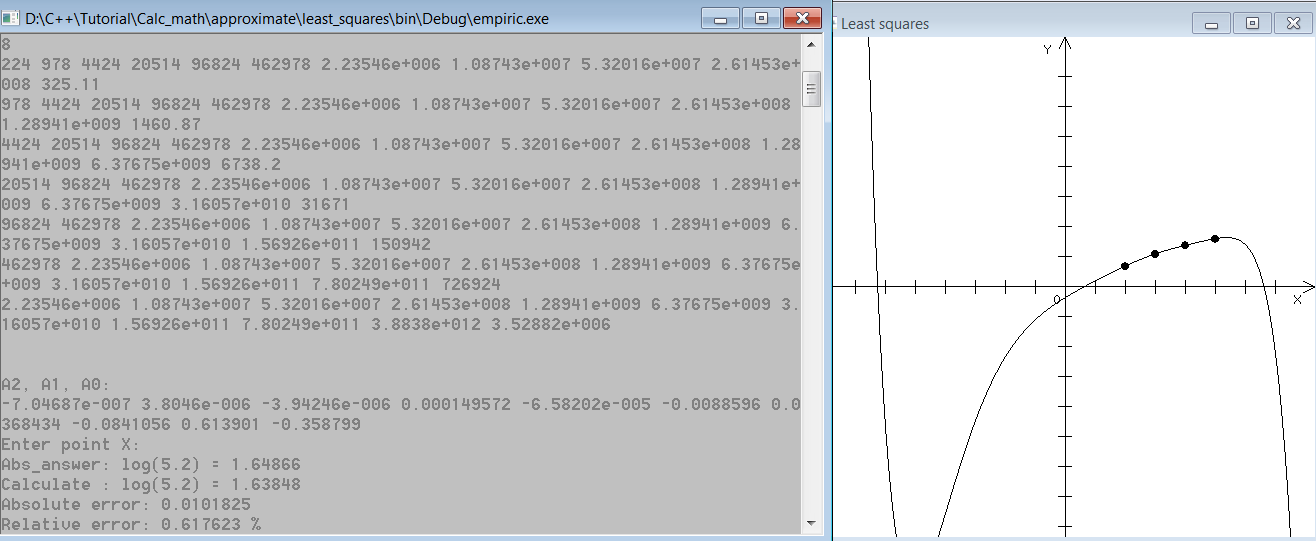 D:\C++\Tutorial\Calc_math\approximate\least_squares\bin\Debug\empiric.exe
8
224 978 4424 20514 96824 462978 2.23546e+006 1.08743e+007 5.32016e+007 2.61453e+
008 325.11
978 4424 20514 96824 462978 2.23546e+006 1.08743e+007 5.32016e+007 2.61453e+008
1.28941e+009 1460.87
4424 20514 96824 462978 2.23546e+006 1.08743e+007 5.32016e+007 2.61453e+008 1.28
941e+009 6.37675e+009 6738.2
20514 96824 462978 2.23546e+006 1.08743e+007 5.32016e+007 2.61453e+008 1.28941e+
009 6.37675e+009 3.16057e+010 31671
96824 462978 2.23546e+006 1.08743e+007 5.32016e+007 2.61453e+008 1.28941e+009 6.
37675e+009 3.16057e+010 1.56926e+011 150942
462978 2.23546e+006 1.08743e+007 5.32016e+007 2.61453e+008 1.28941e+009 6.37675e
+009 3.16057e+010 1.56926e+011 7.80249e+011 726924
2.23546e+006 1.08743e+007 5.32016e+007 2.61453e+008 1.28941e+009 6.37675e+009 3.
16057e+010 1.56926e+011 7.80249e+011 3.8838e+012 3.52882e+006
A2, A1, A0:
-7.04687e-007 3.8046e-006 -3.94246e-006 0.000149572 -6.58202e-005 -0.0088596 0.0
368434 -0.0841056 0.613901 -0.358799
Enter point X:
Abs_answer: log(5.2) = 1.64866
Calculate : log(5.2) = 1.63848
Absolute error: 0.0101825
Relative error: 0.617623 %
Least squares
Y
0
X